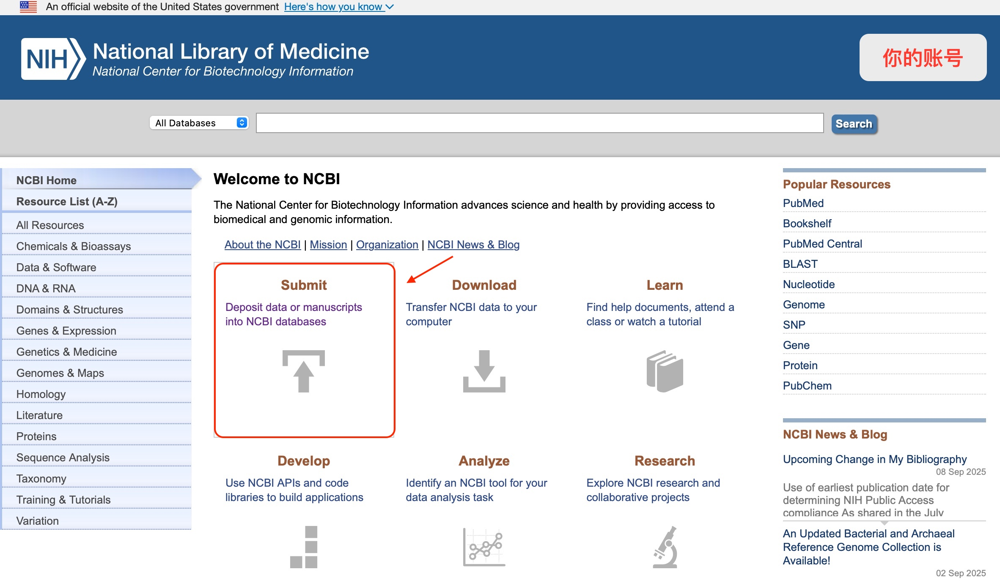 An official website of the United States government Here's how you know
NIH
National Library of Medicine
National Center for Biotechnology Information
你的账号
All Databases
Search
NCBI Home
Resource List (A-Z)
All Resources
Chemicals & Bioassays
Data & Software
DNA & RNA
Domains & Structures
Genes & Expression
Genetics & Medicine
Genomes & Maps
Homology
Literature
Proteins
Sequence Analysis
Taxonomy
Training & Tutorials
Variation
Welcome to NCBI
The National Center for Biotechnology Information advances science and health by providing access to
biomedical and genomic information.
About the NCBI | Mission | Organization | NCBI News & Blog
Submit
Deposit data or manuscripts
into NCBI databases
Download
Transfer NCBI data to your
computer
Learn
Find help documents, attend a
class or watch a tutorial
Develop
Use NCBI APIs and code
libraries to build applications
Analyze
Identify an NCBI tool for your
data analysis task
Research
Explore NCBI research and
collaborative projects
Popular Resources
PubMed
Bookshelf
PubMed Central
BLAST
Nucleotide
Genome
SNP
Gene
Protein
PubChem
NCBI News & Blog
Upcoming Change in My Bibliography
08 Sep 2025
Use of earliest publication date for
determining NIH Public Access
compliance As shared in the July
An Updated Bacterial and Archaeal
Reference Genome Collection is
Available!
02 Sep 2025